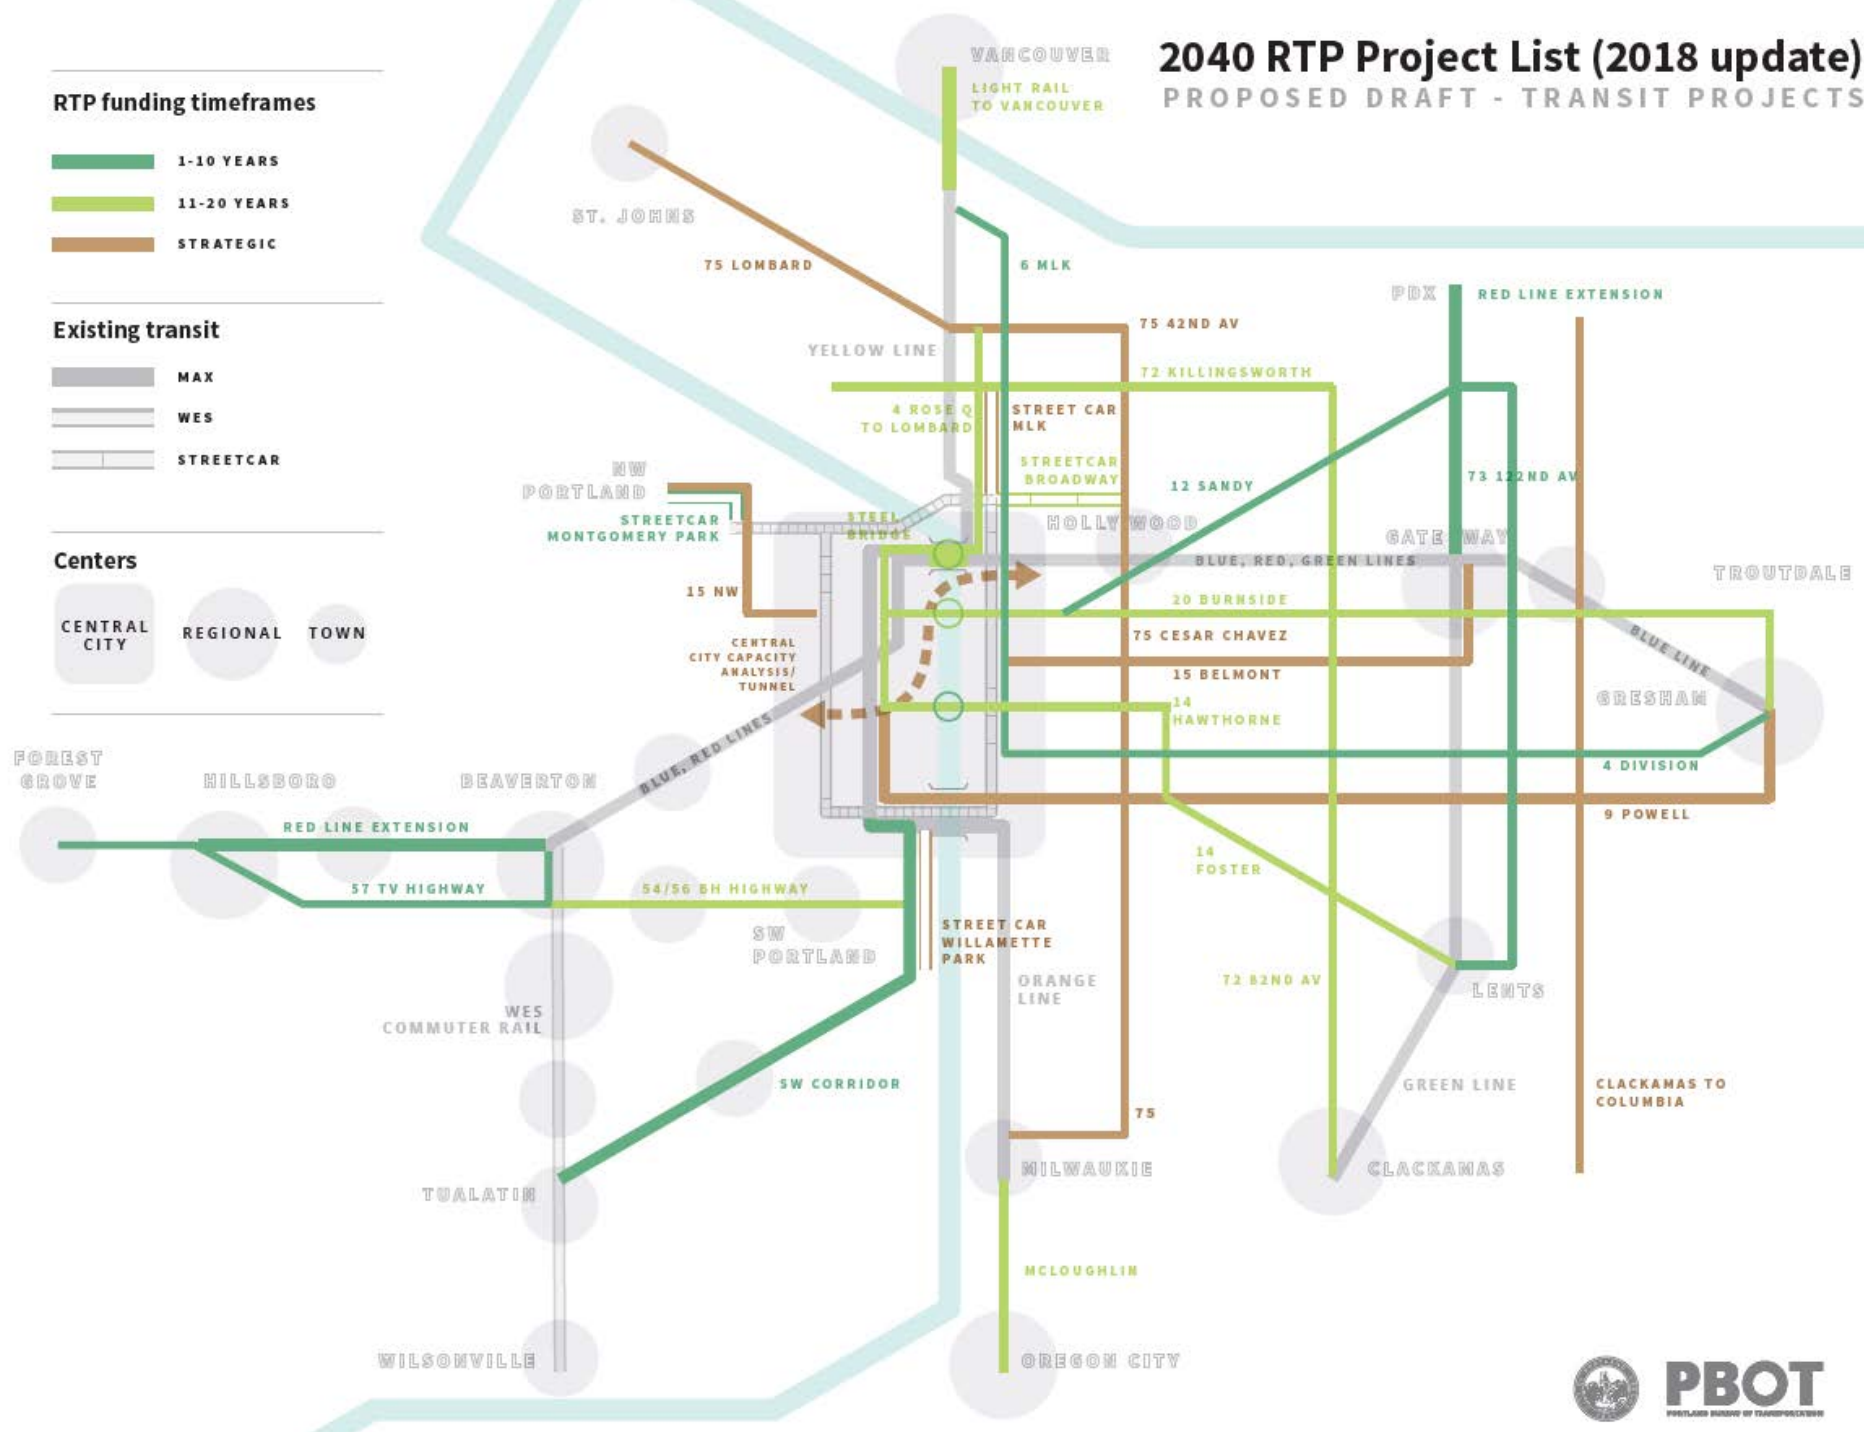 2040 RTP Project List (2018 update)
PROPOSED DRAFT - TRANSIT PROJECTS
RTP funding timeframes
1-10 YEARS
11-20 YEARS
STRATEGIC
Existing transit
MAX
WES
STREETCAR
Centers
CENTRAL
CITY
REGIONAL
TOWN
VANCOUVER
LIGHT RAIL
TO VANCOUVER
ST. JOHNS
75 LOMBARD
6 MLK
PDX
RED LINE EXTENSION
75 42ND AV
YELLOW LINE
72 KILLINGSWORTH
4 ROSE Q
TO LOMBARD
STREET CAR
MLK
STREETCAR
BROADWAY
12 SANDY
73 122ND AV
NW
PORTLAND
STREETCAR
MONTGOMERY PARK
STEEL
BRIDGE
HOLLYWOOD
GATEWAY
BLUE, RED, GREEN LINES
TROUTDALE
15 NW
20 BURNSIDE
75 CESAR CHAVEZ
BLUE LINE
CENTRAL
CITY CAPACITY
ANALYSIS/
TUNNEL
15 BELMONT
GRESHAM
14
HAWTHORNE
BLUE, RED LINES
4 DIVISION
FOREST
GROVE
HILLSBORO
BEAVERTON
9 POWELL
RED LINE EXTENSION
57 TV HIGHWAY
54/56 BH HIGHWAY
14
FOSTER
SW
PORTLAND
STREET CAR
WILLAMETTE
PARK
ORANGE
LINE
72 82ND AV
LENTS
WES
COMMUTER RAIL
SW CORRIDOR
GREEN LINE
CLACKAMAS TO
COLUMBIA
75
MILWAUKIE
CLACKAMAS
TUALATIN
MCLOUGHLIN
WILSONVILLE
OREGON CITY
PBOT
PORTLAND BUREAU OF TRANSPORTATION